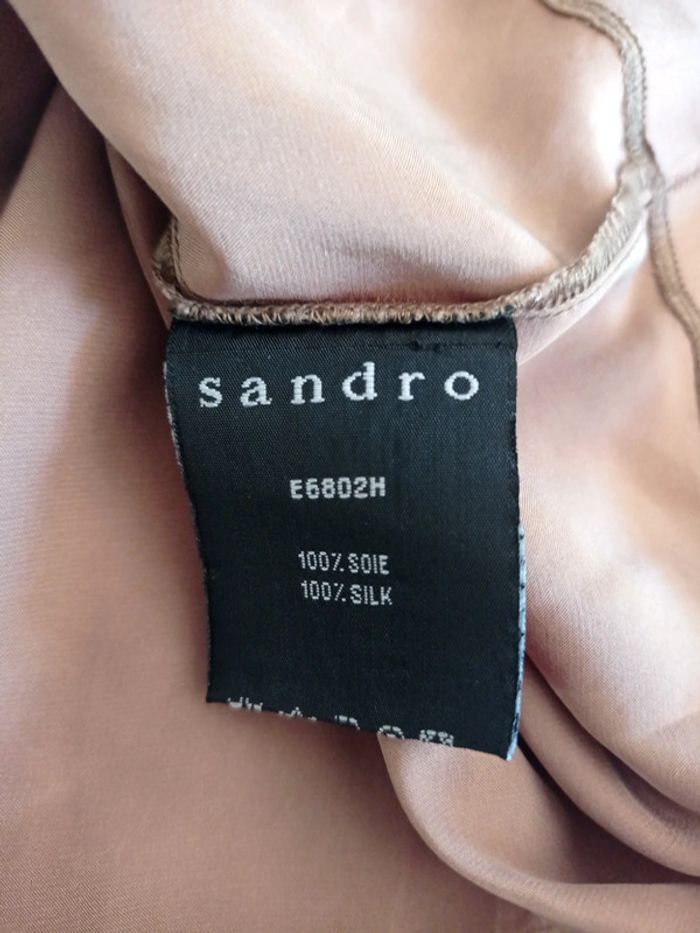 sandro
E6802H
100% SOIE
100% SILK